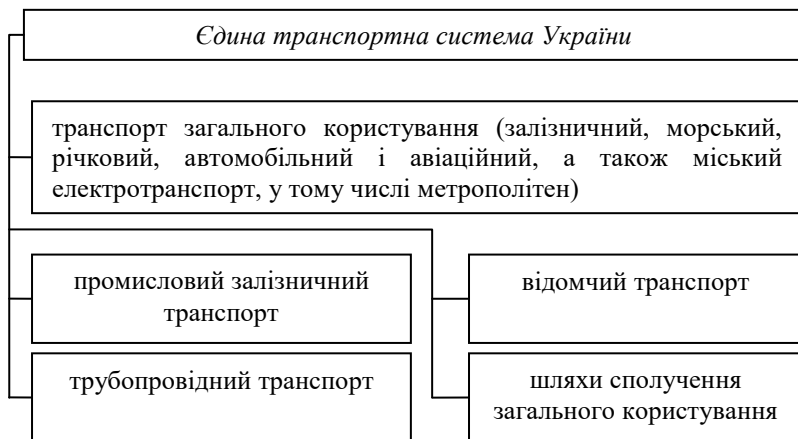 Єдина транспортна система України
транспорт загального користування (залізничний, морський,
річковий, автомобільний і авіаційний, а також міський
електротранспорт, у тому числі метрополітен)
промисловий залізничний
транспорт
відомчий транспорт
трубопровідний транспорт
шляхи сполучення
загального користування